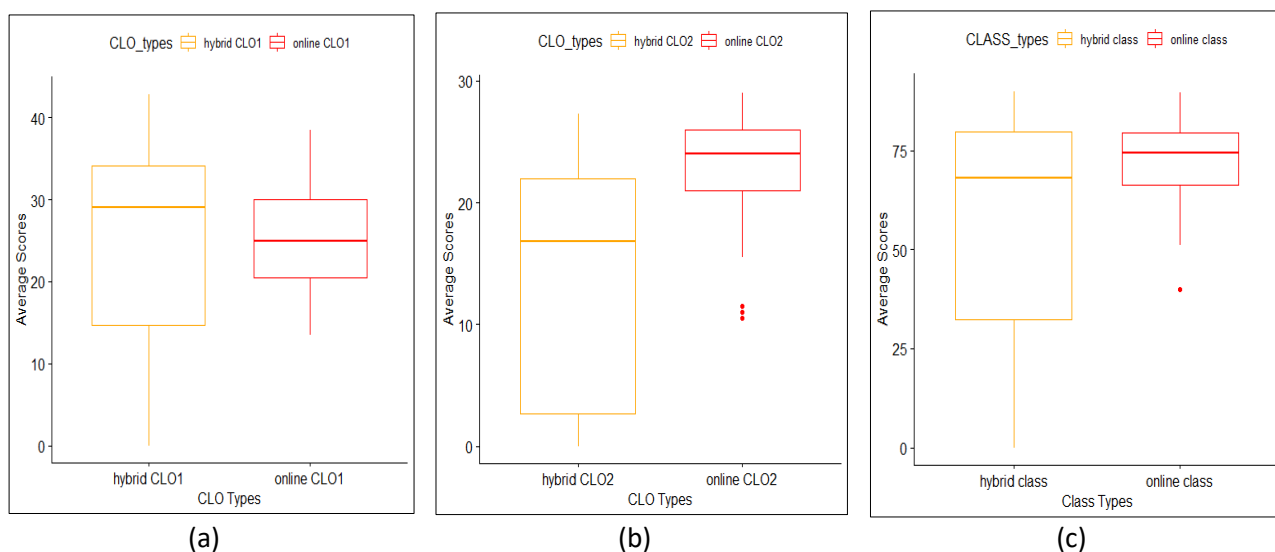 CLO_types hybrid CLO1 online CLO1
Average Scores
40
30
20
10
0
hybrid CLO1 online CLO1
CLO Types
(a)
CLO_types hybrid CLO2 online CLO2
Average Scores
30
20
10
0
hybrid CLO2 online CLO2
CLO Types
(b)
CLASS_types hybrid class online class
Average Scores
75
50
25
0
hybrid class online class
Class Types
(c)